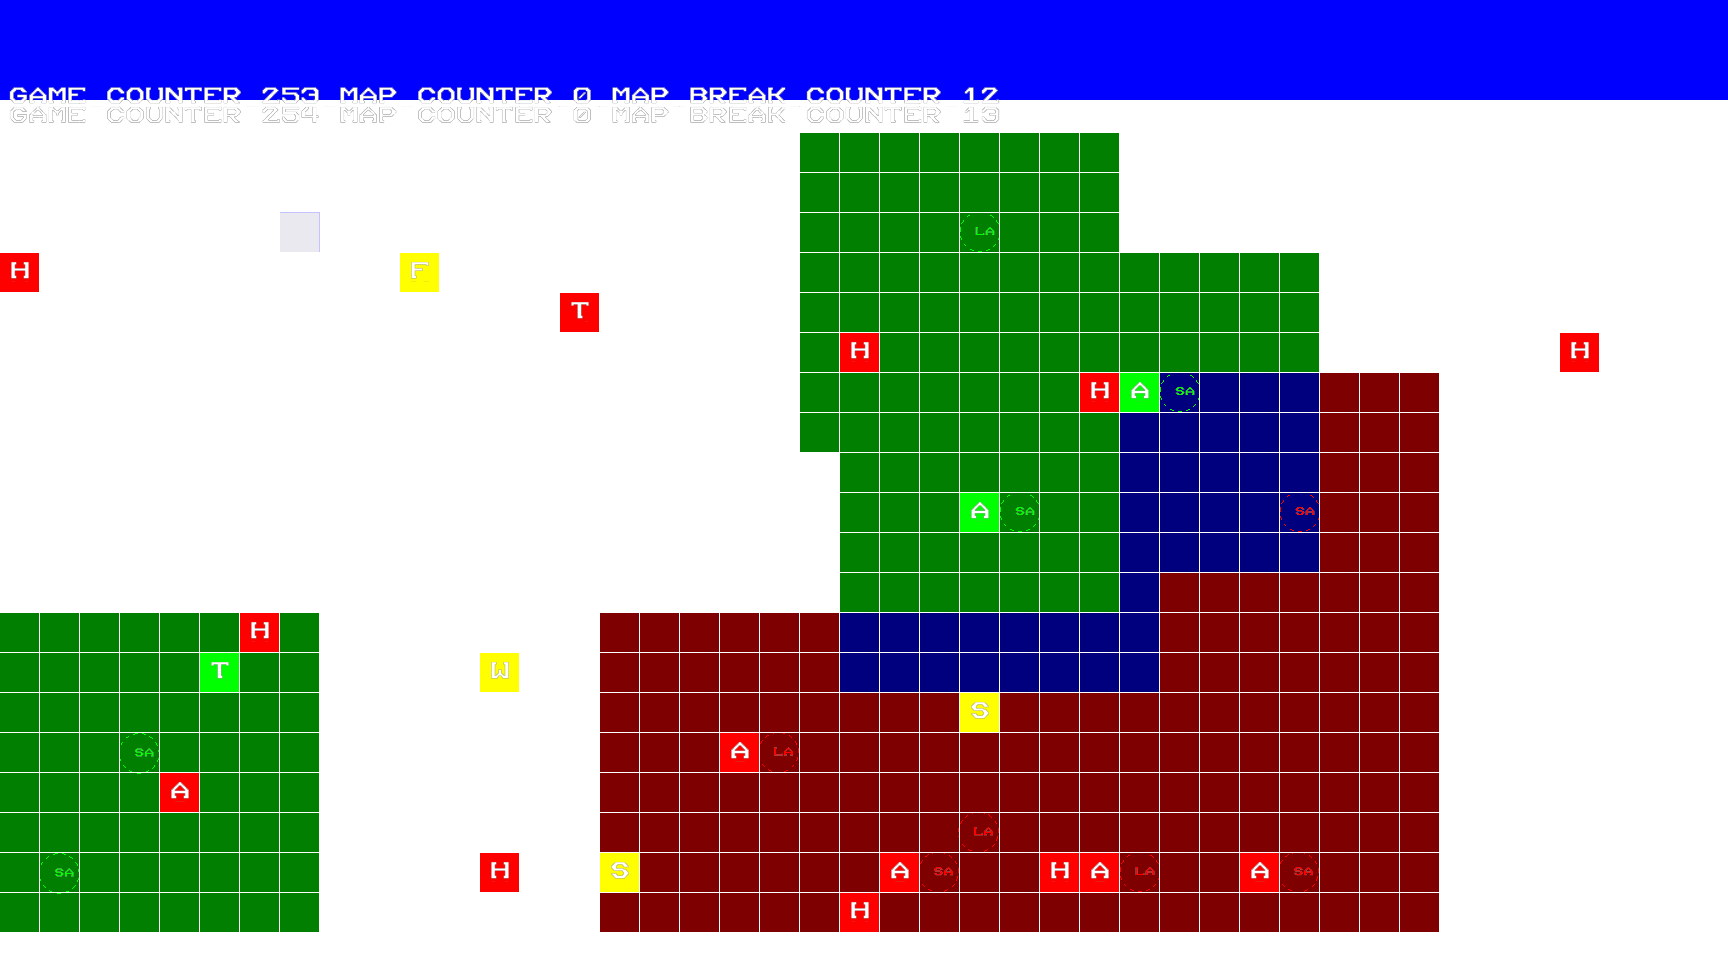 GAME COUNTER 253 MAP COUNTER 0 MAP BREAK COUNTER 12
GAME COUNTER 254 MAP COUNTER 0 MAP BREAK COUNTER 13
LA
H F
T
H H
H A SA
A SA SA
H
T W
S
SA A LA
A
LA
SA H S A SA H A LA A SA
H